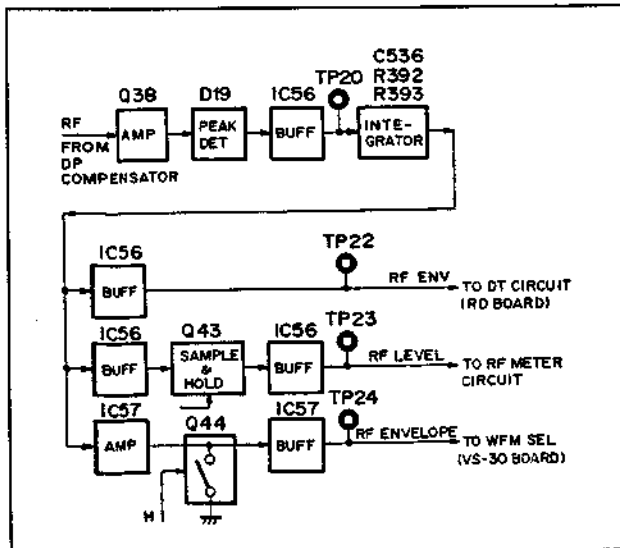 C536
R392
R393
TP20
Q38
D19
IC56
RF
FROM
DP
COMPENSATOR
AMP
PEAK
DET
BUFF
INTE-
GRATOR
TP22
IC56
BUFF
RF ENV
TO DT CIRCUIT
(RD BOARD)
IC56
Q43
IC56
TP23
BUFF
SAMPLE
&
HOLD
BUFF
RF LEVEL
TO RF METER
CIRCUIT
IC57
Q44
IC57
TP24
AMP
BUFF
RF ENVELOPE
TO WFM SEL
(VS-30 BOARD)
H